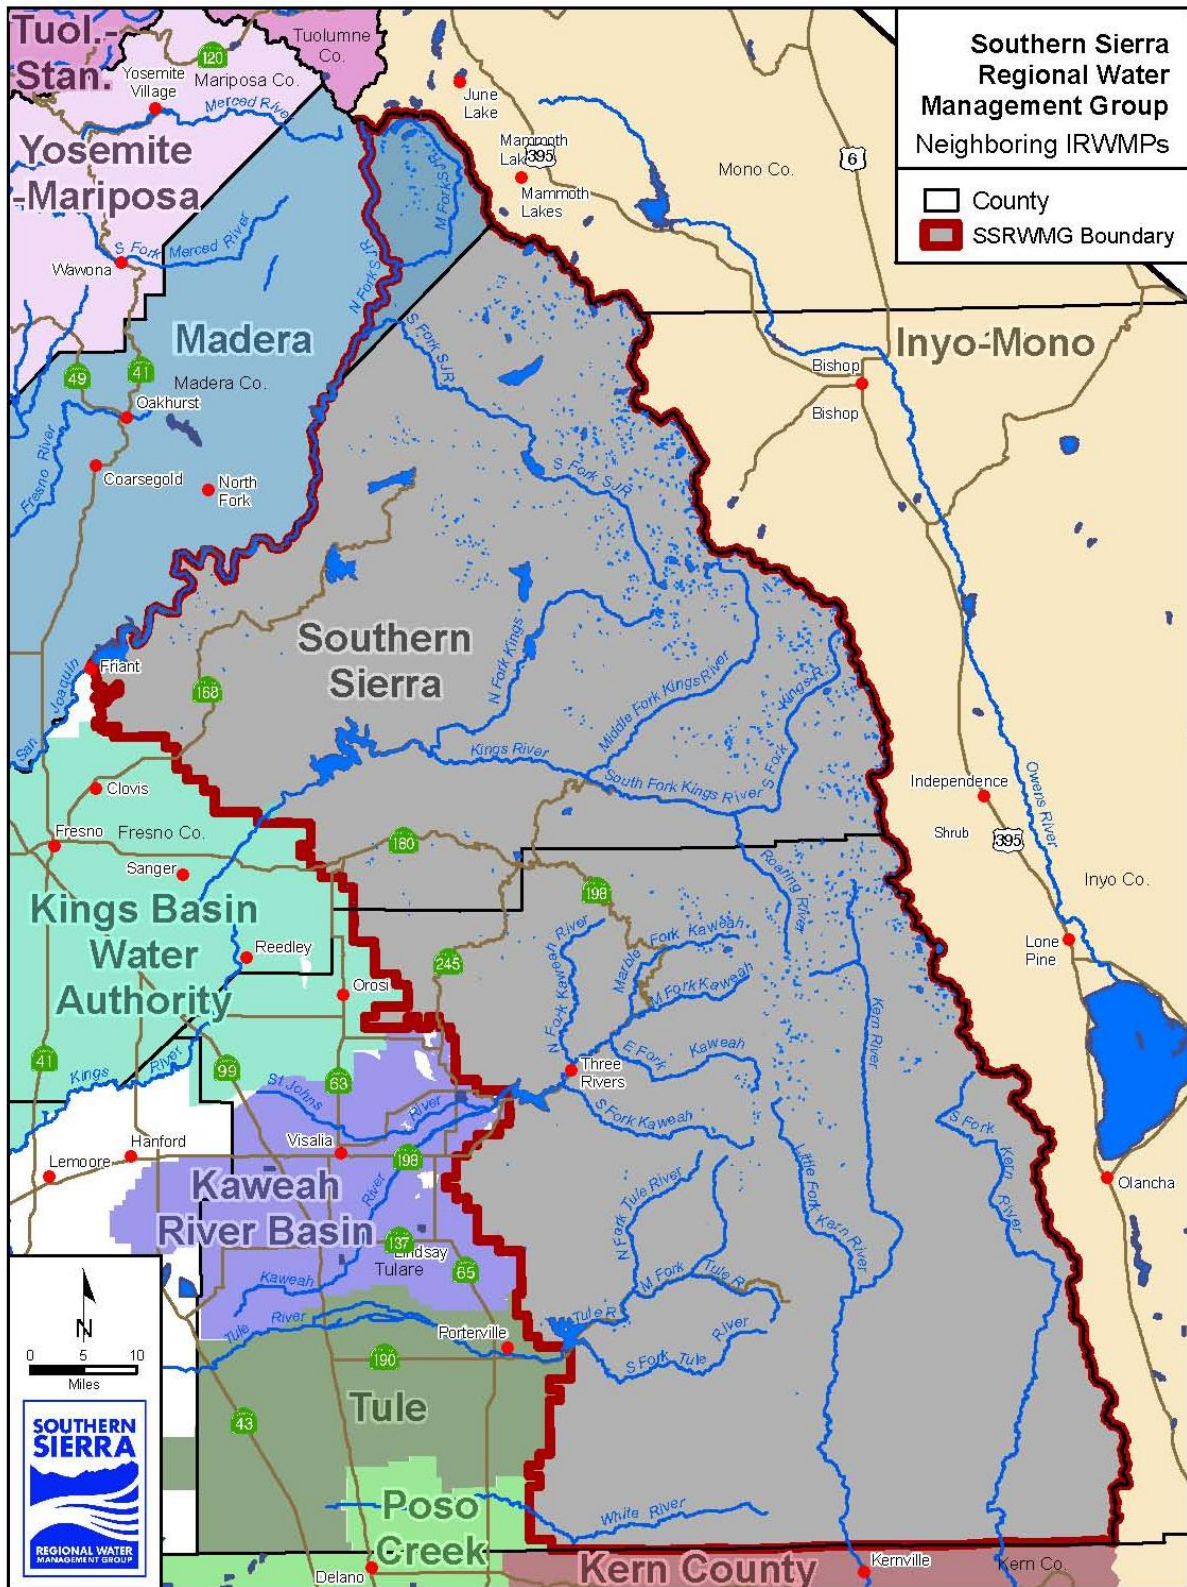 Tuol.-
Stan.
Tuolumne
Co.
120
Mariposa Co.
Yosemite
Village
Merced River
Yosemite
-Mariposa
S Fork Merced River
Wawona
June
Lake
Mammoth
Lakes
395
Mammoth
Lakes
6
Mono Co.
Southern Sierra
Regional Water
Management Group
Neighboring IRWMPs
County
SSRWMG Boundary
M Fork SJR
N Fork SJR
S Fork SJR
S Fork SJR
Madera
Madera Co.
49
41
Oakhurst
Fresno River
Coarsegold
North
Fork
Inyo-Mono
Bishop
Bishop
Southern
Sierra
Friant
San Joaquin
168
N Fork Kings
Middle Fork Kings River
S Fork Kings R
Kings River
South Fork Kings River
Clovis
Fresno
Fresno Co.
Sanger
180
198
Roaring River
Independence
Shrub
395
Owens River
Inyo Co.
Lone
Pine
Kings Basin
Water
Authority
Reedley
Orosi
245
N Fork Kaweah River
Marble Fork Kaweah
M Fork Kaweah
Kern River
E Fork Kaweah
Three
Rivers
S Fork Kaweah
41
99
63
Kings River
St Johns River
Hanford
Lemoore
Visalia
198
Kaweah
River Basin
137
Lindsay
Tulare
65
Kaweah River
Little Fork Kern River
S Fork Kern River
Olancha
N Fork Tule River
M Fork Tule R
Tule R
S Fork Tule River
Tule River
Porterville
190
Tule
43
N
0 5 10
Miles
SOUTHERN
SIERRA
REGIONAL WATER
MANAGEMENT GROUP
Poso
Creek
White River
Delano
Kern County
Kernville
Kern Co.